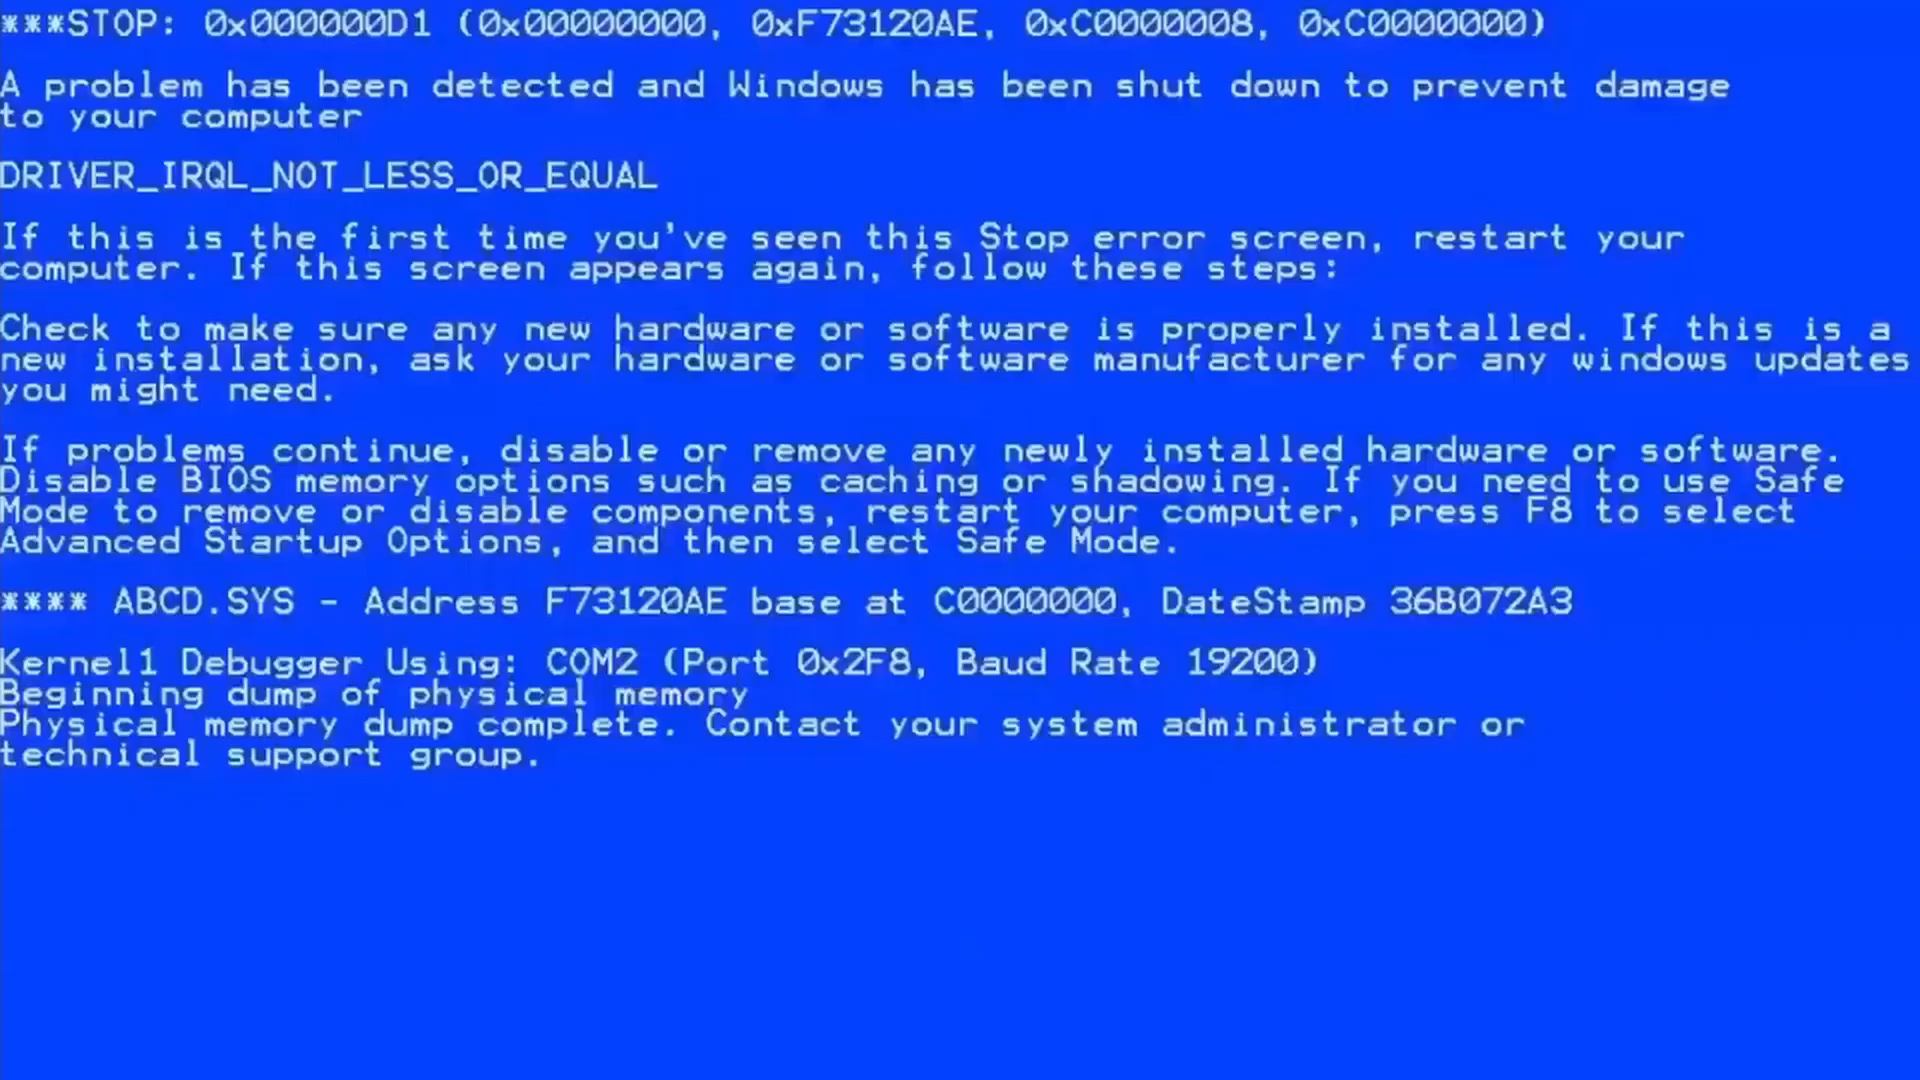 ***STOP: 0x000000D1 (0x00000000, 0xF73120AE, 0xC0000008, 0xC0000000)
A problem has been detected and Windows has been shut down to prevent damage
to your computer
DRIVER_IRQL_NOT_LESS_OR_EQUAL
If this is the first time you've seen this Stop error screen, restart your
computer. If this screen appears again, follow these steps:
Check to make sure any new hardware or software is properly installed. If this is a
new installation, ask your hardware or software manufacturer for any windows updates
you might need.
If problems continue, disable or remove any newly installed hardware or software.
Disable BIOS memory options such as caching or shadowing. If you need to use Safe
Mode to remove or disable components, restart your computer, press F8 to select
Advanced Startup Options, and then select Safe Mode.
**** ABCD.SYS - Address F73120AE base at C0000000, DateStamp 36B072A3
Kernel1 Debugger Using: COM2 (Port 0x2F8, Baud Rate 19200)
Beginning dump of physical memory
Physical memory dump complete. Contact your system administrator or
technical support group.